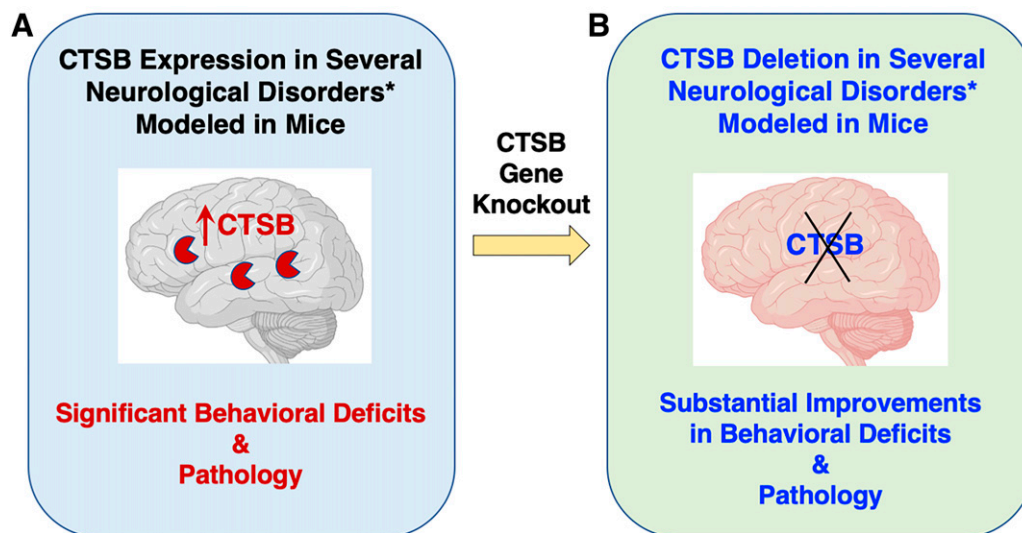 A
CTSB Expression in Several
Neurological Disorders*
Modeled in Mice
CTSB
Significant Behavioral Deficits
&
Pathology
CTSB
Gene
Knockout
B
CTSB Deletion in Several
Neurological Disorders*
Modeled in Mice
CTSB
Substantial Improvements
in Behavioral Deficits
&
Pathology